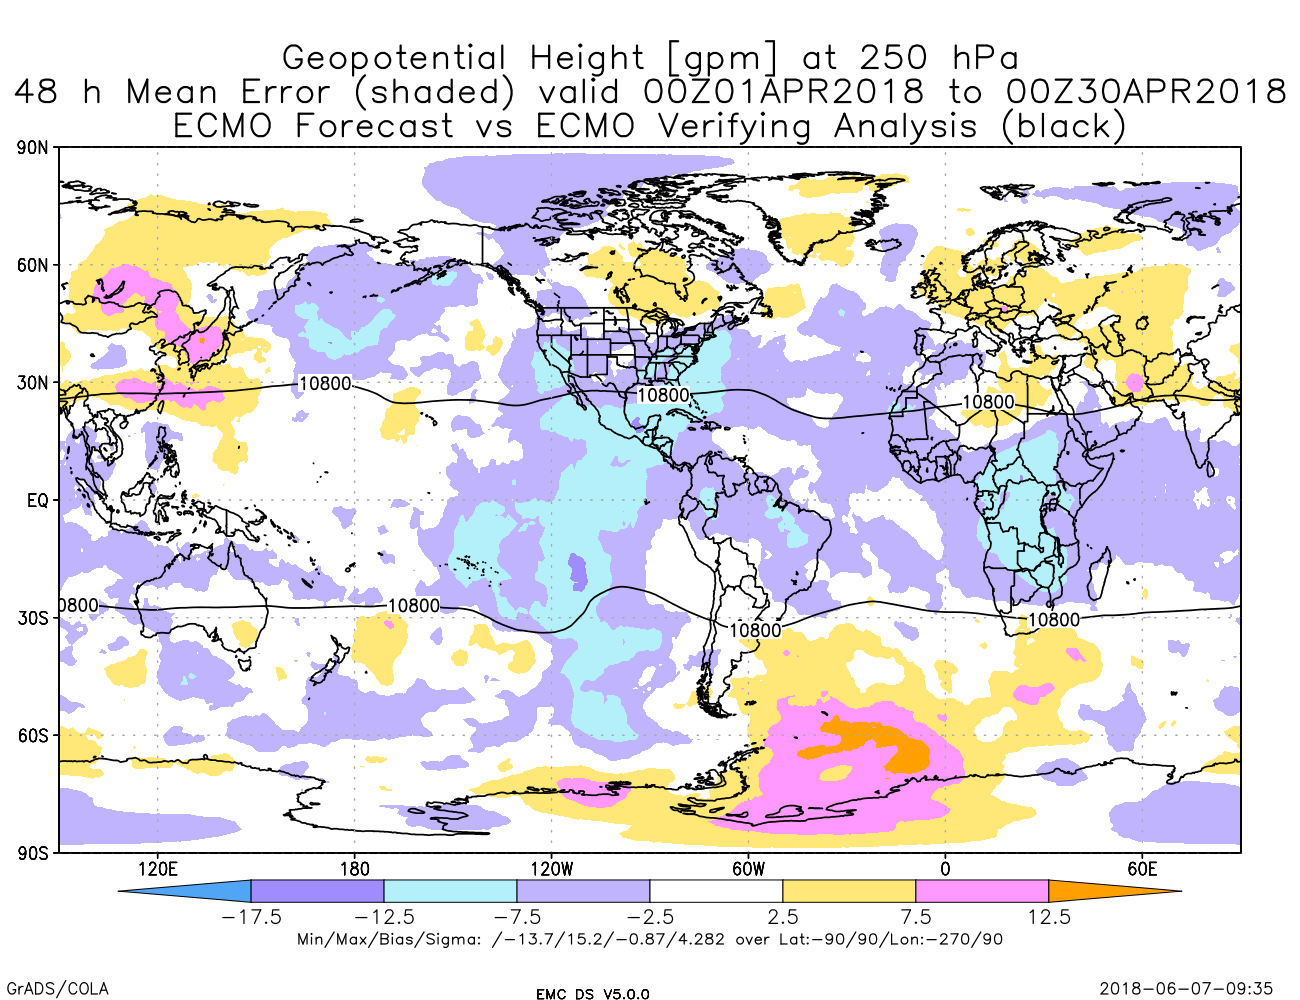 Geopotential Height [gpm] at 250 hPa
48 h Mean Error (shaded) valid 00Z01APR2018 to 00Z30APR2018
ECMO Forecast vs ECMO Verifying Analysis (black)
90N
60N
30N
EQ
30S
60S
90S
10800
10800
10800
0800
10800
10800
10800
120E 180 120W 60W 0 60E
−17.5 −12.5 −7.5 −2.5 2.5 7.5 12.5
Min/Max/Bias/Sigma: /−13.7/15.2/−0.87/4.282 over Lat:−90/90/Lon:−270/90
GrADS/COLA
EMC DS V5.0.0
2018-06-07-09:35